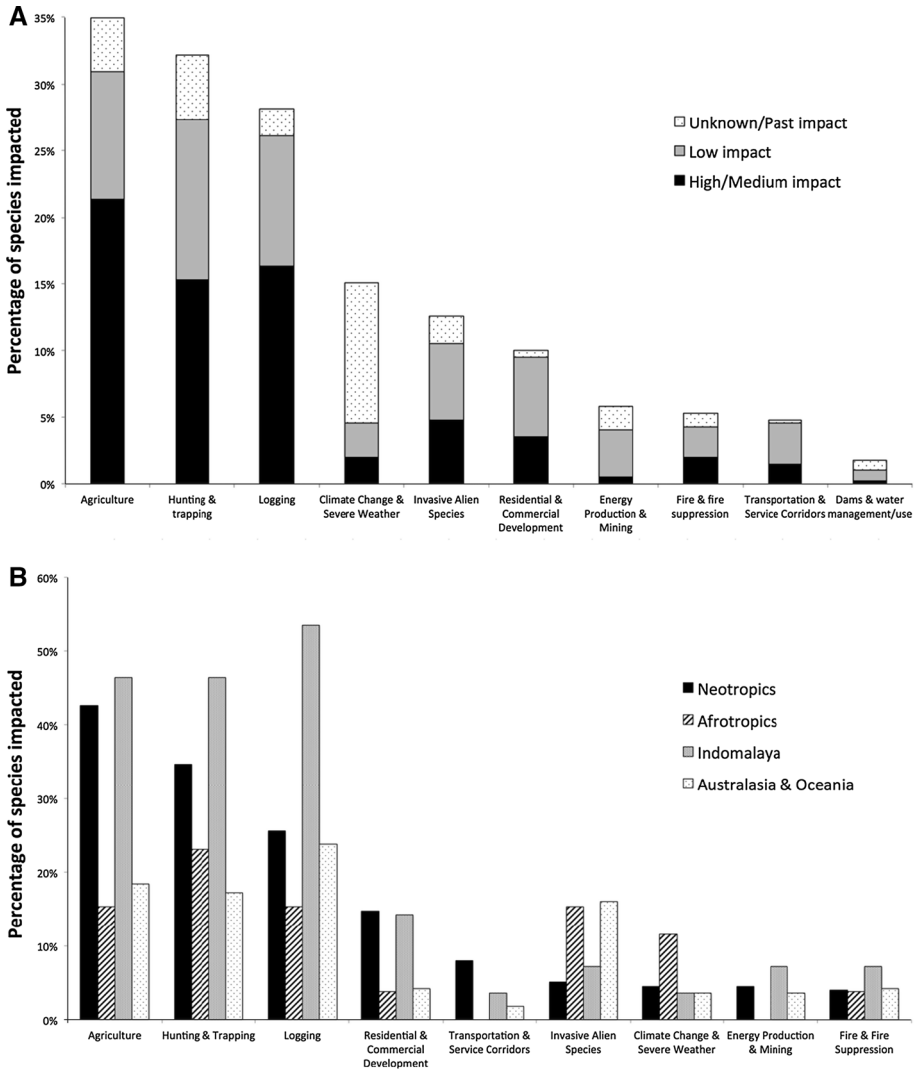 A
Percentage of species impacted
35%
30%
25%
20%
15%
10%
5%
0%
Unknown/Past impact
Low impact
High/Medium impact
Agriculture
Hunting &
trapping
Logging
Climate Change &
Severe Weather
Invasive Alien
Species
Residential &
Commercial
Development
Energy
Production &
Mining
Fire & fire
suppression
Transportation &
Service Corridors
Dams & water
management/use
B
Percentage of species impacted
60%
50%
40%
30%
20%
10%
0%
Neotropics
Afrotropics
Indomalaya
Australasia & Oceania
Agriculture
Hunting & Trapping
Logging
Residential &
Commercial
Development
Transportation &
Service Corridors
Invasive Alien
Species
Climate Change &
Severe Weather
Energy Production
& Mining
Fire & Fire
Suppression